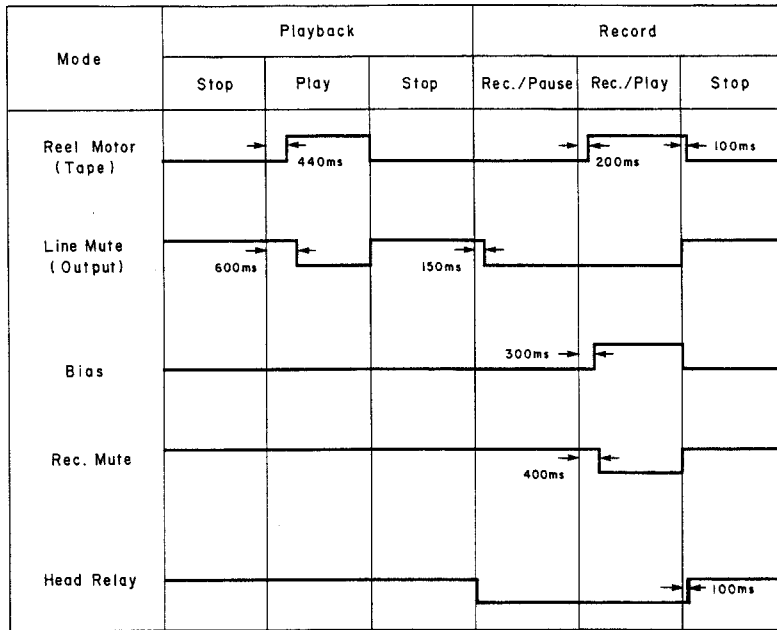 Mode
Playback
Record
Stop
Play
Stop
Rec./Pause
Rec./Play
Stop
Reel Motor
(Tape)
440ms
200ms
100ms
Line Mute
(Output)
600ms
150ms
Bias
300ms
Rec. Mute
400ms
Head Relay
100ms